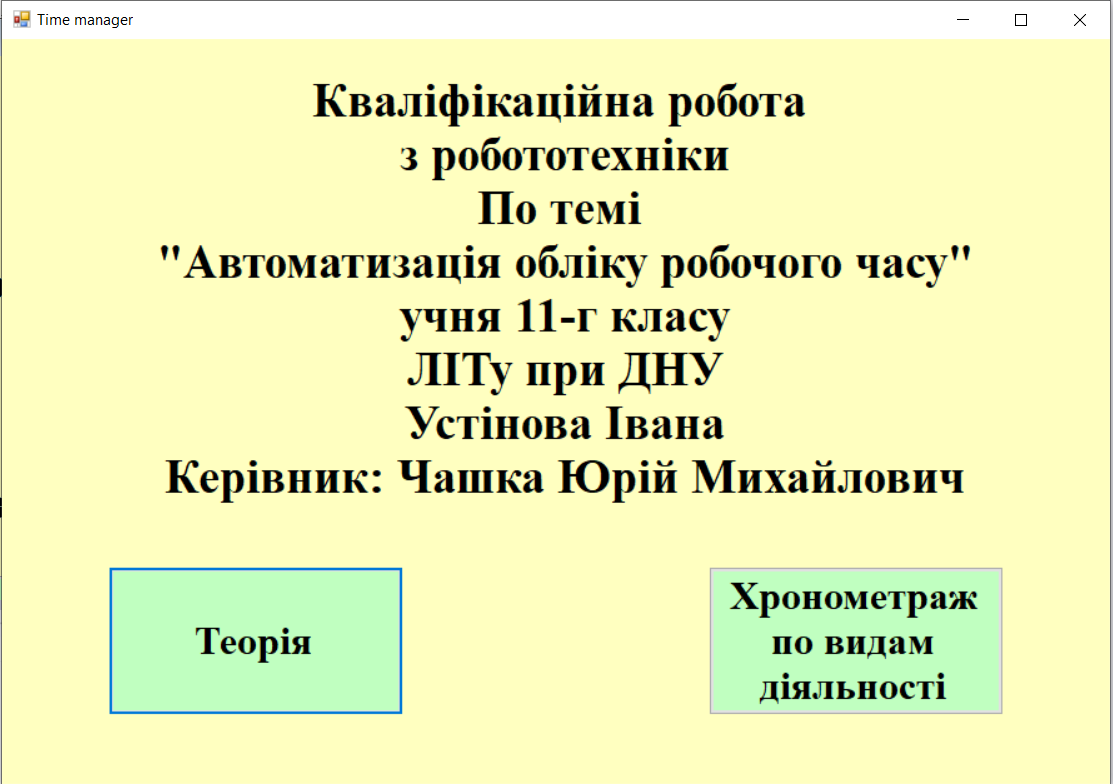 Time manager
Кваліфікаційна робота
з робототехніки
По темі
"Автоматизація обліку робочого часу"
учня 11-г класу
ЛІТу при ДНУ
Устінова Івана
Керівник: Чашка Юрій Михайлович
Теорія
Хронометраж
по видам
діяльності